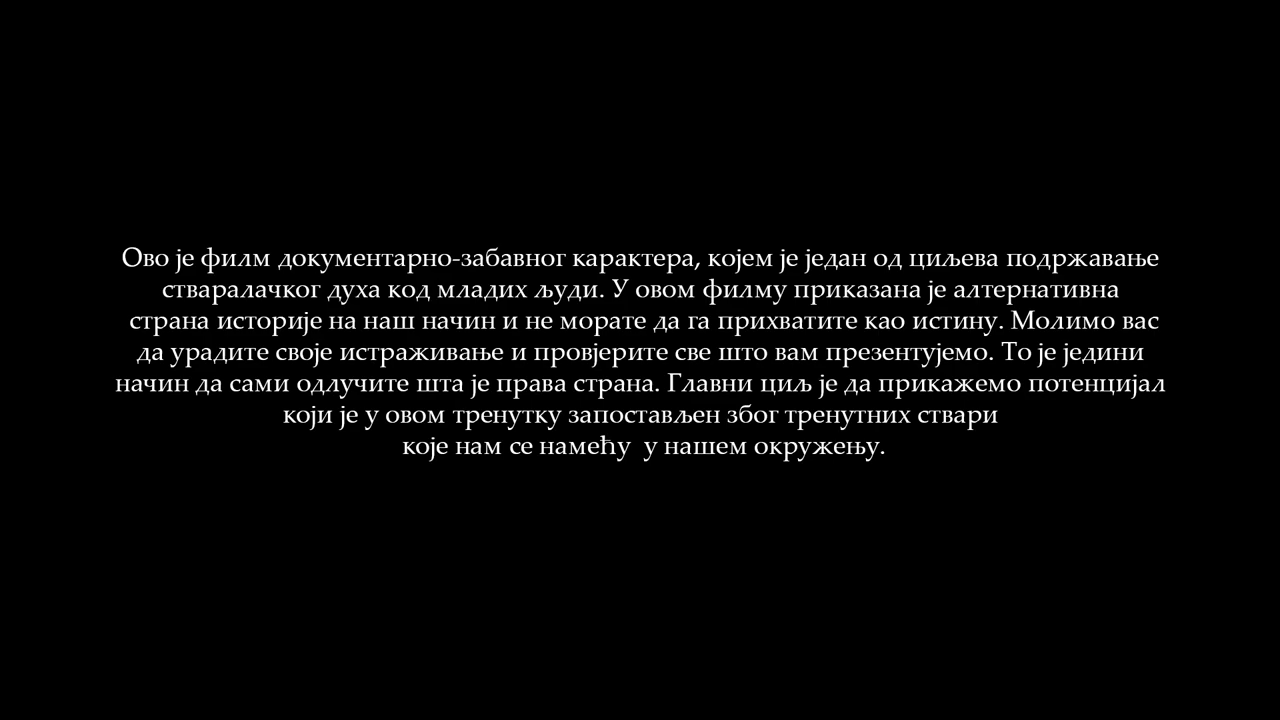 Ово је филм документарно-забавног карактера, којем је један од циљева подржавање
стваралачког духа код младих људи. У овом филму приказана је алтернативна
страна историје на наш начин и не морате да га прихватите као истину. Молимо вас
да урадите своје истраживање и провјерите све што вам презентујемо. То је једини
начин да сами одлучите шта је права страна. Главни циљ је да прикажемо потенцијал
који је у овом тренутку запостављен због тренутних ствари
које нам се намећу  у нашем окружењу.